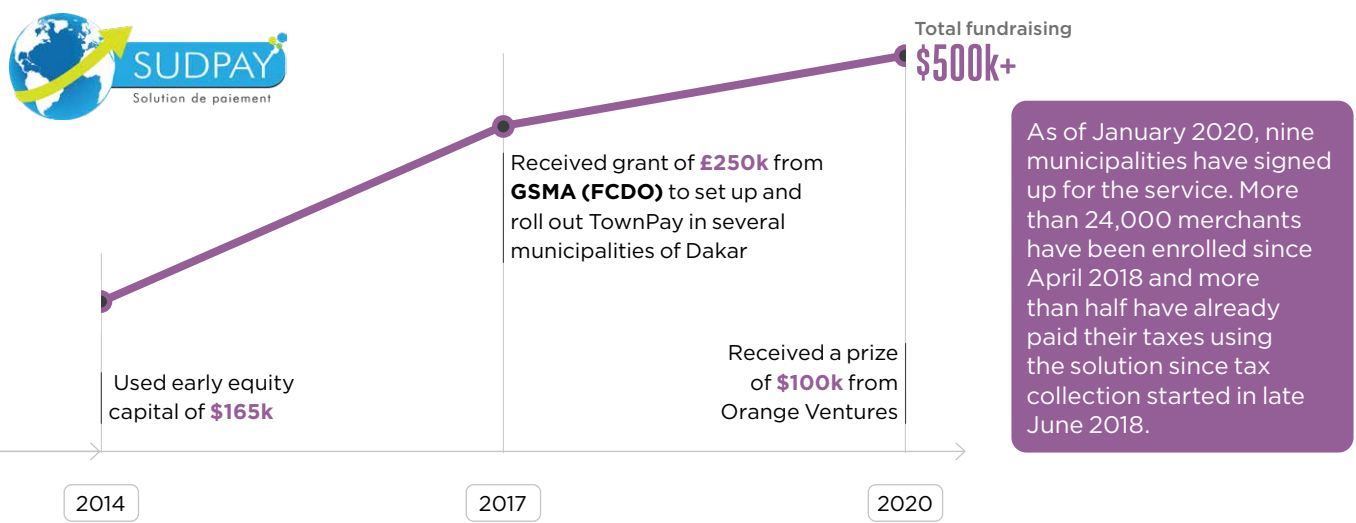 SUDPAY
Solution de paiement
Total fundraising
$500k+
Received grant of £250k from
GSMA (FCDO) to set up and
roll out TownPay in several
municipalities of Dakar
As of January 2020, nine
municipalities have signed
up for the service. More
than 24,000 merchants
have been enrolled since
April 2018 and more
than half have already
paid their taxes using
the solution since tax
collection started in late
June 2018.
Used early equity
capital of $165k
Received a prize
of $100k from
Orange Ventures
2014
2017
2020